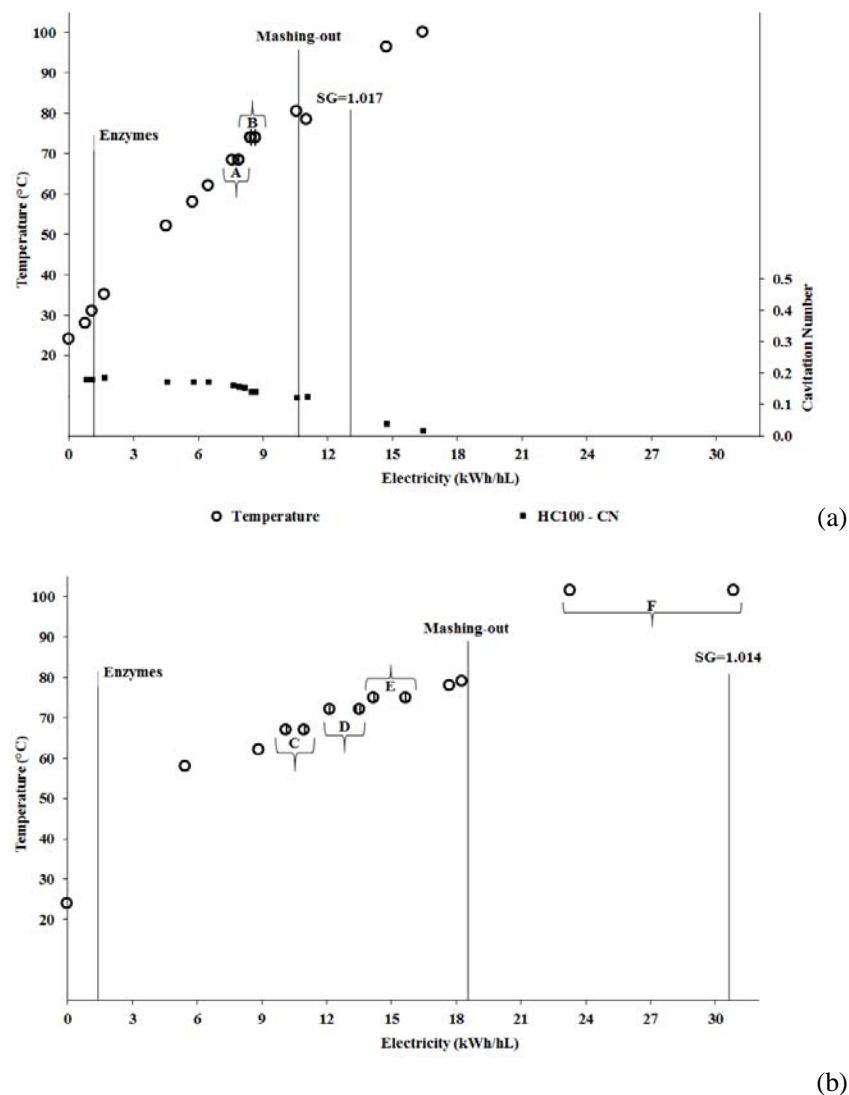 100
Mashing-out
90
SG=1.017
80
B
Enzymes
70
A
60
50
40
30
20
Temperature (°C)
0.5
0.4
0.3
0.2
0.1
0.0
Cavitation Number
0 3 6 9 12 15 18 21 24 27 30
Electricity (kWh/hL)
Temperature HC100 - CN
(a)
100
F
90
Mashing-out
SG=1.014
80
Enzymes
E
70
D
C
60
50
40
30
20
Temperature (°C)
0 3 6 9 12 15 18 21 24 27 30
Electricity (kWh/hL)
(b)